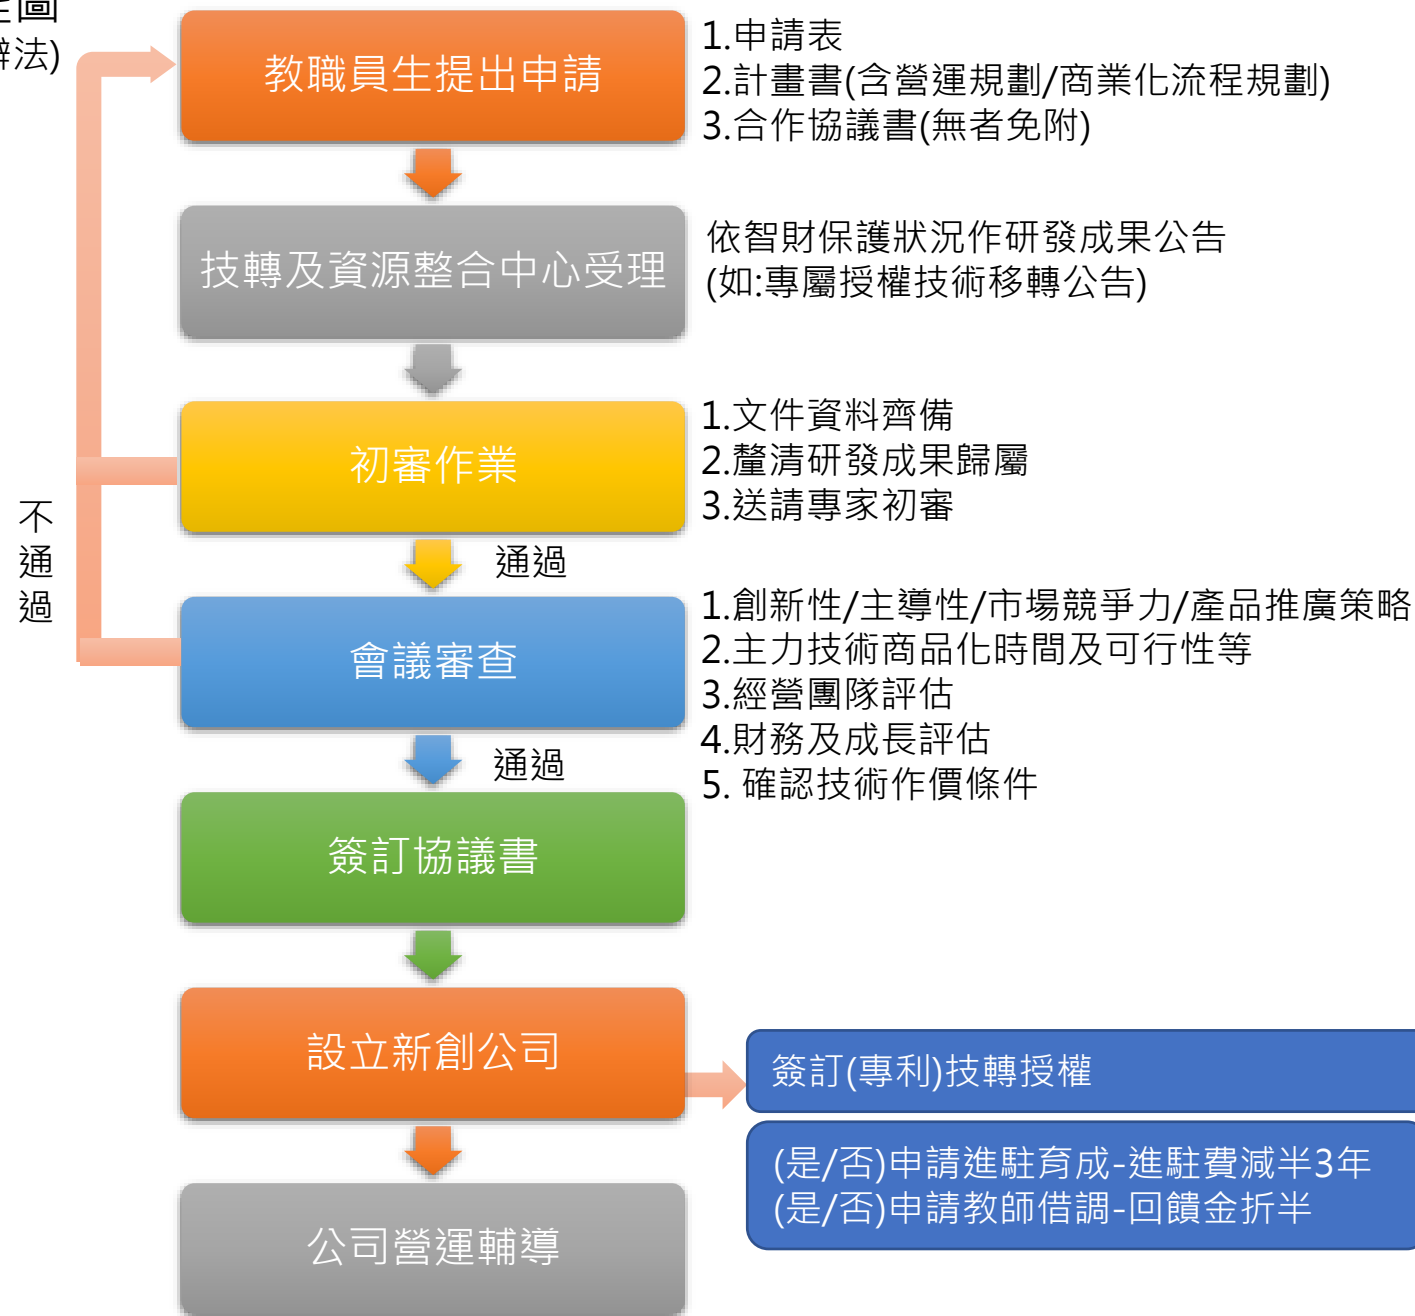 圖
辦法)
教職員生提出申請
1.申請表
2.計畫書(含營運規劃/商業化流程規劃)
3.合作協議書(無者免附)
技轉及資源整合中心受理
依智財保護狀況作研發成果公告
(如:專屬授權技術移轉公告)
初審作業
1.文件資料齊備
2.釐清研發成果歸屬
3.送請專家初審
不
通
過
通過
會議審查
1.創新性/主導性/市場競爭力/產品推廣策略
2.主力技術商品化時間及可行性等
3.經營團隊評估
4.財務及成長評估
5. 確認技術作價條件
通過
簽訂協議書
設立新創公司
簽訂(專利)技轉授權
(是/否)申請進駐育成-進駐費減半3年
(是/否)申請教師借調-回饋金折半
公司營運輔導